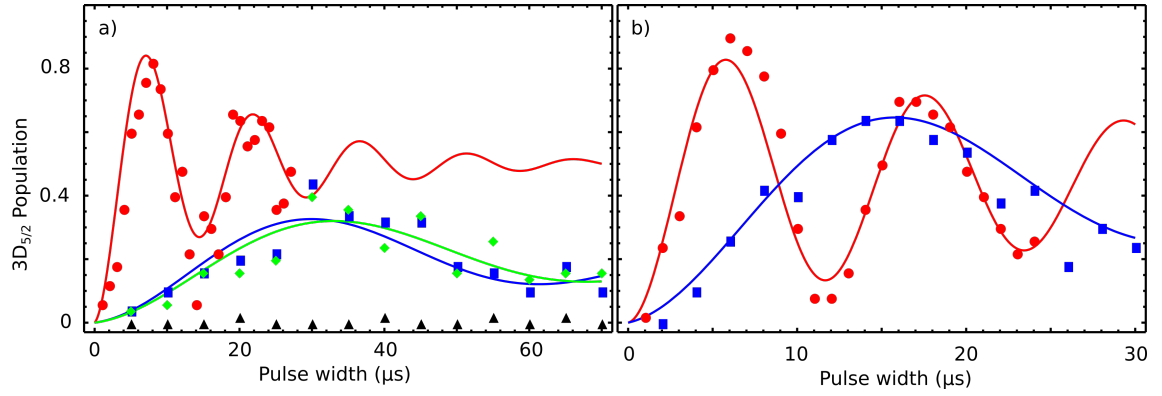 a)
b)
0.8
0.4
0
3D5/2 Population
0 20 40 60
0 10 20 30
Pulse width (μs)
Pulse width (μs)